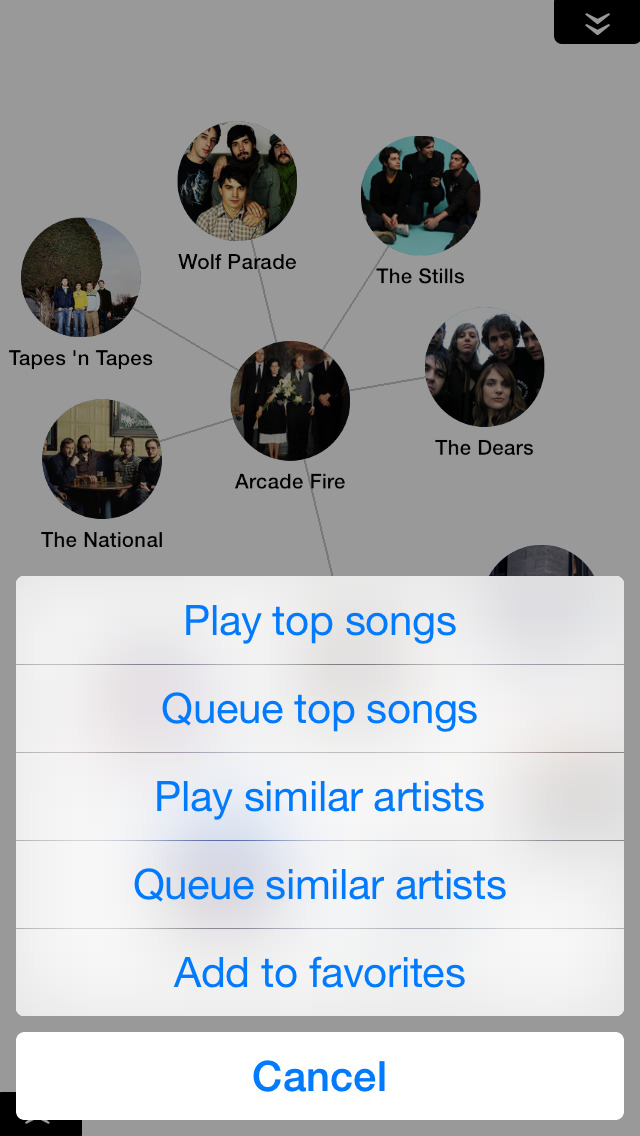 Wolf Parade
The Stills
Tapes 'n Tapes
The Dears
Arcade Fire
The National
Play top songs
Queue top songs
Play similar artists
Queue similar artists
Add to favorites
Cancel